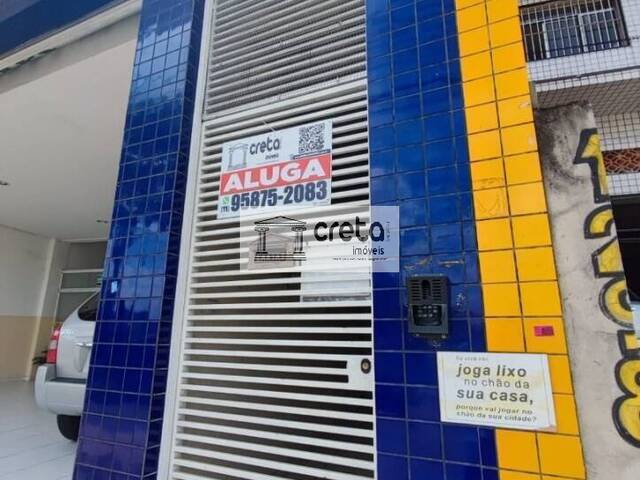 creta
imóveis
ALUGA
95875-2083
creta
imóveis
Se você não
joga lixo
no chão da
sua casa,
porque vai jogar no
chão da sua cidade?